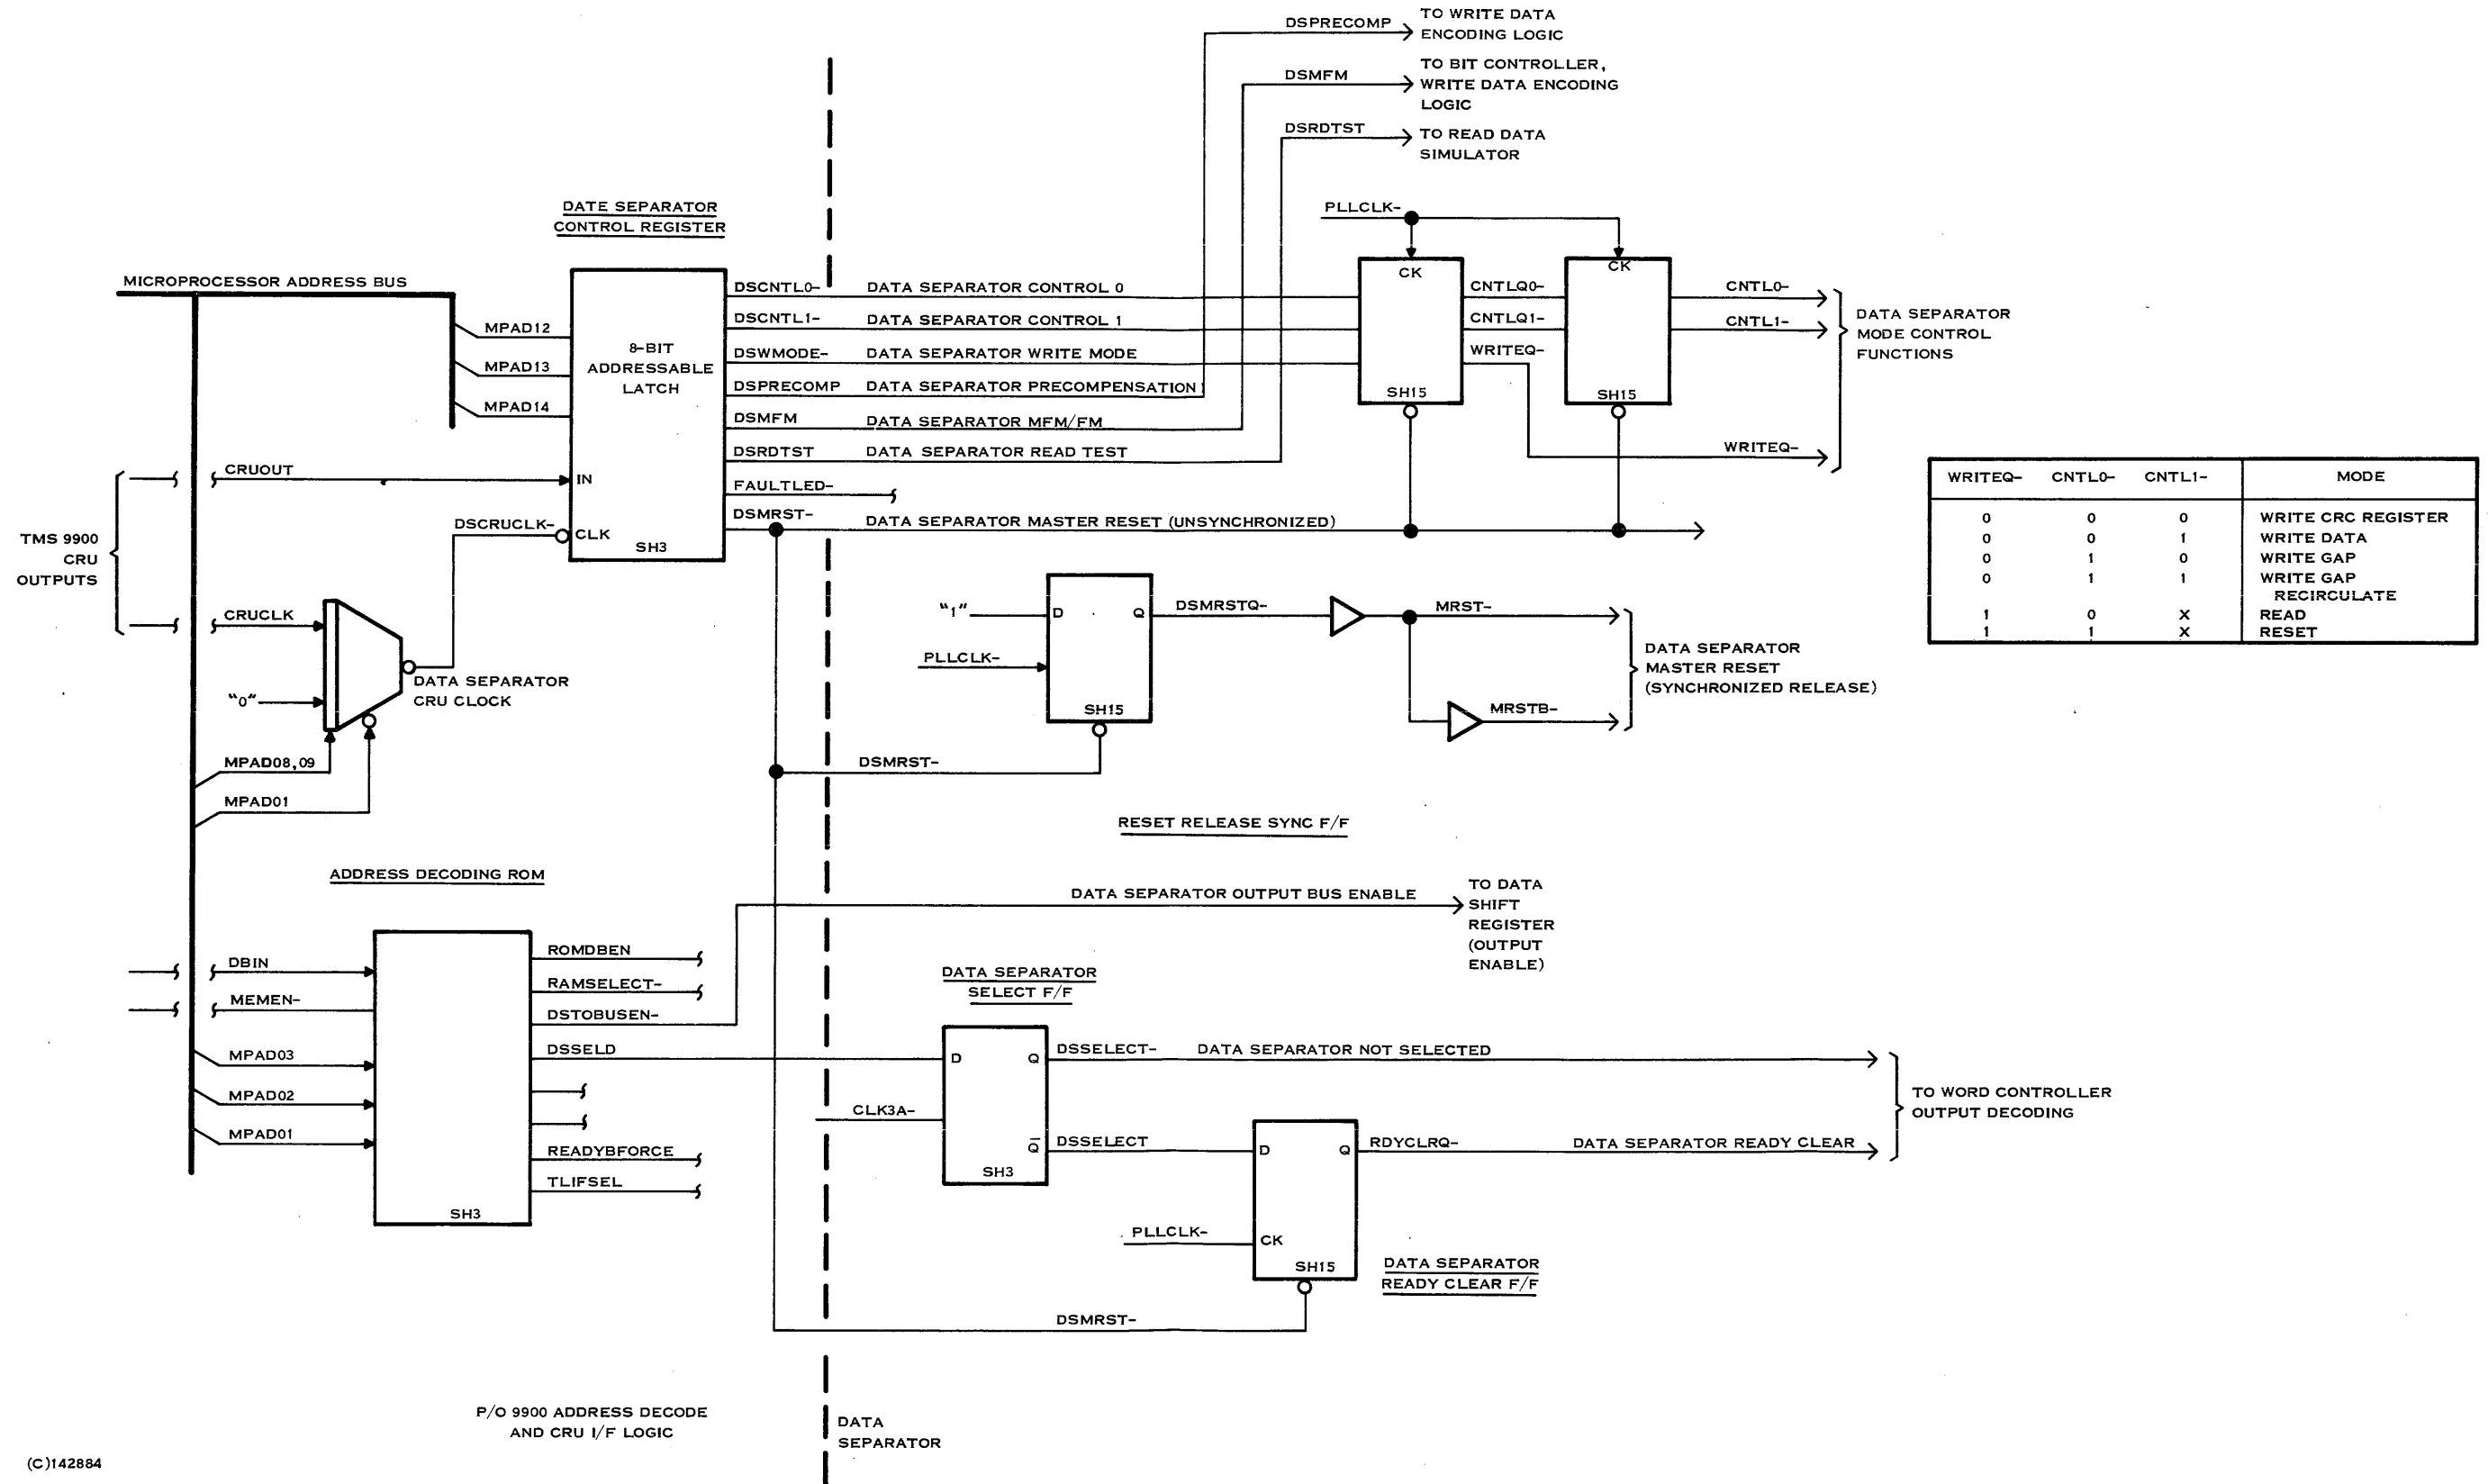 DSPRECOMP
TO WRITE DATA
ENCODING LOGIC
DSMFM
TO BIT CONTROLLER,
WRITE DATA ENCODING
LOGIC
DSRDTST
TO READ DATA
SIMULATOR
DATE SEPARATOR
CONTROL REGISTER
MICROPROCESSOR ADDRESS BUS
MPAD12
MPAD13
MPAD14
8-BIT
ADDRESSABLE
LATCH
IN
CLK
SH3
CRUOUT
DSCRUCLK-
TMS 9900
CRU
OUTPUTS
CRUCLK
"0"
DATA SEPARATOR
CRU CLOCK
MPAD08,09
MPAD01
DSCNTL0- DATA SEPARATOR CONTROL 0
DSCNTL1- DATA SEPARATOR CONTROL 1
DSWMODE- DATA SEPARATOR WRITE MODE
DSPRECOMP DATA SEPARATOR PRECOMPENSATION
DSMFM DATA SEPARATOR MFM/FM
DSRDTST DATA SEPARATOR READ TEST
FAULTLED-
DSMRST- DATA SEPARATOR MASTER RESET (UNSYNCHRONIZED)
PLLCLK-
CK
SH15
CNTLQ0-
CNTLQ1-
WRITEQ-
CK
SH15
CNTL0-
CNTL1-
WRITEQ-
DATA SEPARATOR
MODE CONTROL
FUNCTIONS
WRITEQ- CNTL0- CNTL1- MODE
0 0 0 WRITE CRC REGISTER
0 0 1 WRITE DATA
0 1 0 WRITE GAP
0 1 1 WRITE GAP
RECIRCULATE
1 0 X READ
1 1 X RESET
"1"
D Q
PLLCLK-
SH15
DSMRSTQ-
MRST-
MRSTB-
DATA SEPARATOR
MASTER RESET
(SYNCHRONIZED RELEASE)
DSMRST-
RESET RELEASE SYNC F/F
ADDRESS DECODING ROM
DBIN
MEMEN-
MPAD03
MPAD02
MPAD01
SH3
ROMDBEN
RAMSELECT-
DSTOBUSEN-
DSSELD
READYBFORCE
TLIFSEL
DATA SEPARATOR OUTPUT BUS ENABLE
TO DATA
SHIFT
REGISTER
(OUTPUT
ENABLE)
DATA SEPARATOR
SELECT F/F
D Q
CLK3A-
Q
SH3
DSSELECT- DATA SEPARATOR NOT SELECTED
DSSELECT
D Q
PLLCLK-
CK
SH15
RDYCLRQ- DATA SEPARATOR READY CLEAR
TO WORD CONTROLLER
OUTPUT DECODING
DATA SEPARATOR
READY CLEAR F/F
DSMRST-
P/O 9900 ADDRESS DECODE
AND CRU I/F LOGIC
DATA
SEPARATOR
(C)142884